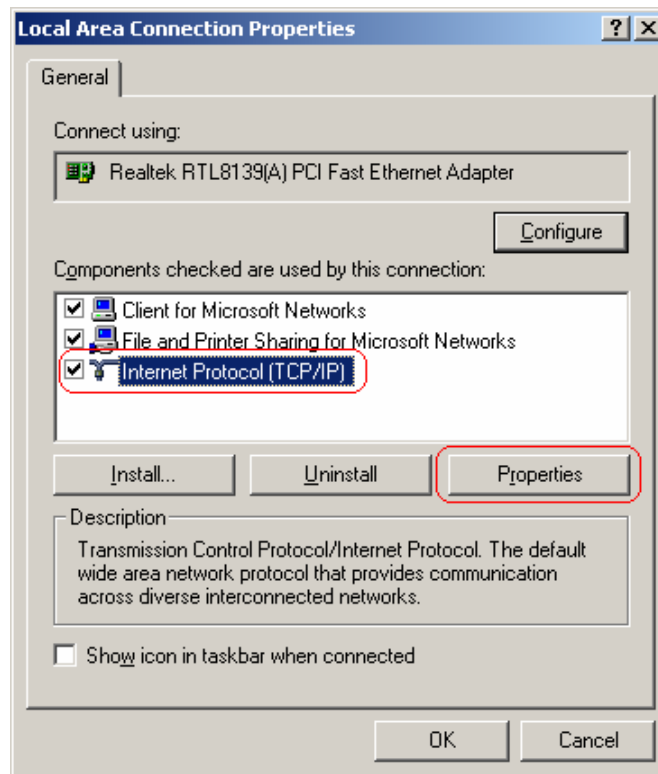 Local Area Connection Properties
General
Connect using:
Realtek RTL8139(A) PCI Fast Ethernet Adapter
Configure
Components checked are used by this connection:
Client for Microsoft Networks
File and Printer Sharing for Microsoft Networks
Internet Protocol (TCP/IP)
Install... Uninstall Properties
Description
Transmission Control Protocol/Internet Protocol. The default
wide area network protocol that provides communication
across diverse interconnected networks.
Show icon in taskbar when connected
OK Cancel